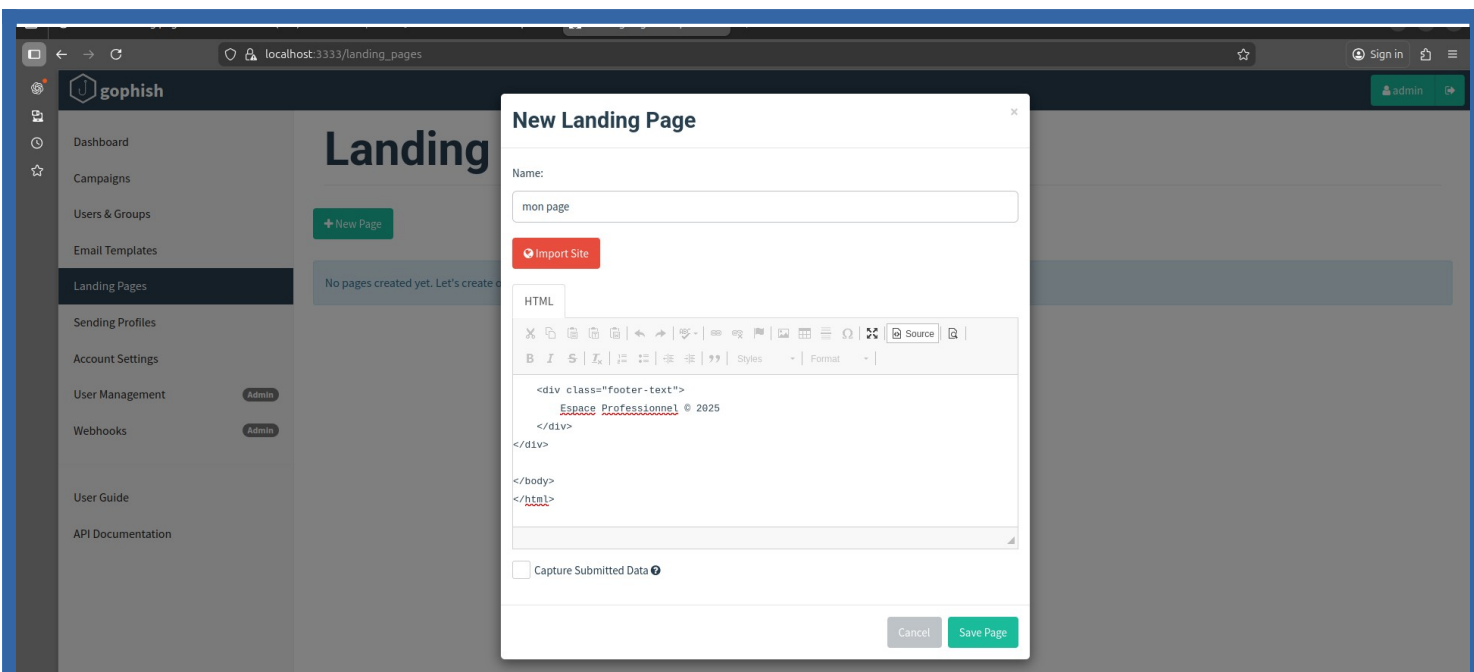 localhost:3333/landing_pages
Sign in
gophish
admin
Dashboard
Campaigns
Users & Groups
Email Templates
Landing Pages
Sending Profiles
Account Settings
User Management Admin
Webhooks Admin
User Guide
API Documentation
Landing
New Page
No pages created yet. Let's create
New Landing Page
×
Name:
mon page
Import Site
HTML
Source
Styles
Format
<div class="footer-text">
Espace Professionnel © 2025
</div>
</div>
</body>
</html>
Capture Submitted Data
Cancel
Save Page